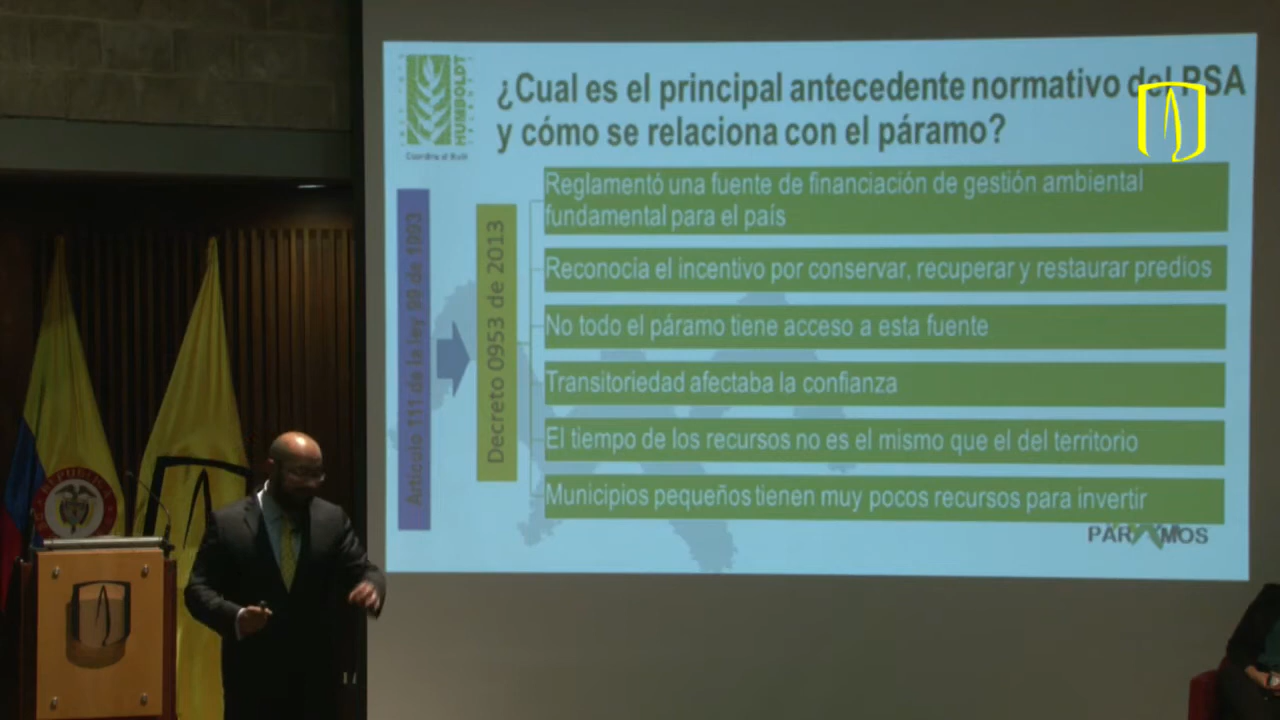 ¿Cual es el principal antecedente normativo del PSA
y cómo se relaciona con el páramo?
HUMBOLDT
Artículo 111 de la ley 99 de 1993
Decreto 0953 de 2013
Reglamentó una fuente de financiación de gestión ambiental
fundamental para el país
Reconocía el incentivo por conservar, recuperar y restaurar predios
No todo el páramo tiene acceso a esta fuente
Transitoriedad afectaba la confianza
El tiempo de los recursos no es el mismo que el del territorio
Municipios pequeños tienen muy pocos recursos para invertir
PARAMOS